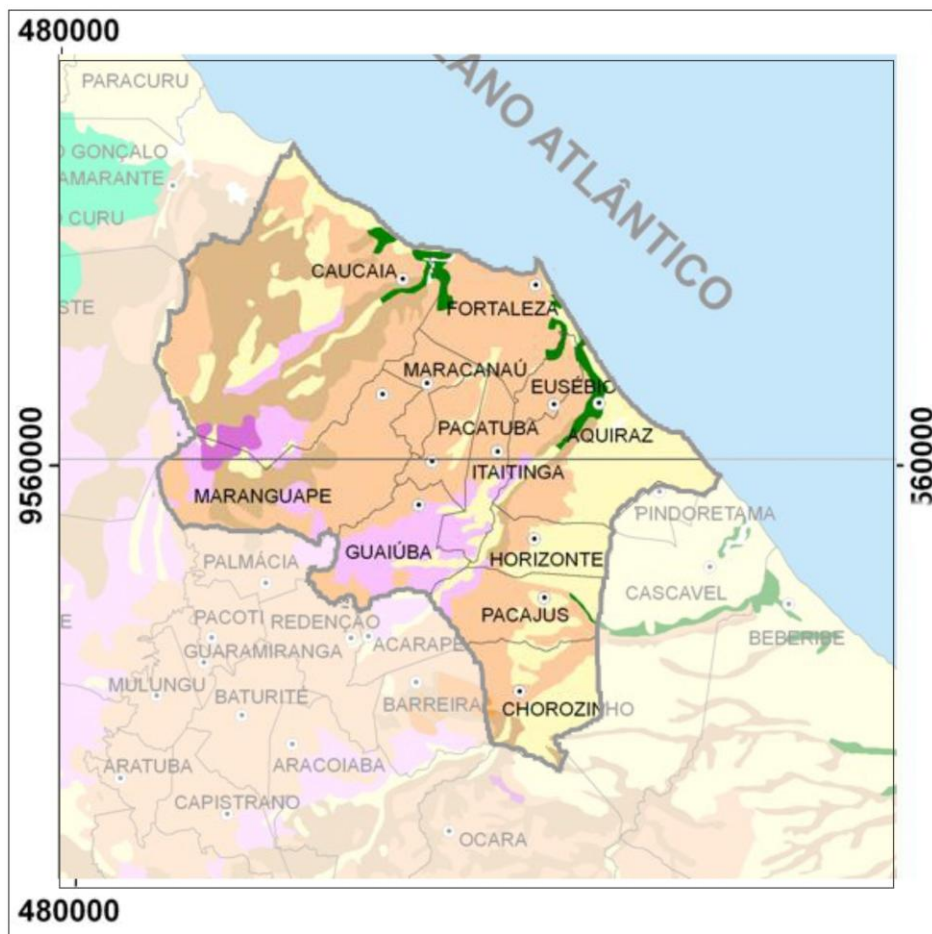 480000
PARACURU
LANO ATLÂNTICO
O GONÇALO
AMARANTE
O CURU
CAUCAIA
STE
FORTALEZA
MARACANAÚ
EUSÉBIO
PACATUBA
AQUIRAZ
9560000
560000
ITAITINGA
MARANGUAPE
PINDORETAMA
GUAIÚBA
HORIZONTE
PALMÁCIA
CASCAVEL
PACAJUS
PACOTI
REDENÇÃO
E
ACARAPE
BEBERIBE
GUARAMIRANGA
MULUNGU
BATURITÉ
BARREIRA
CHOROZINHO
ARATUBA
ARACOIABA
CAPISTRANO
OCARA
480000